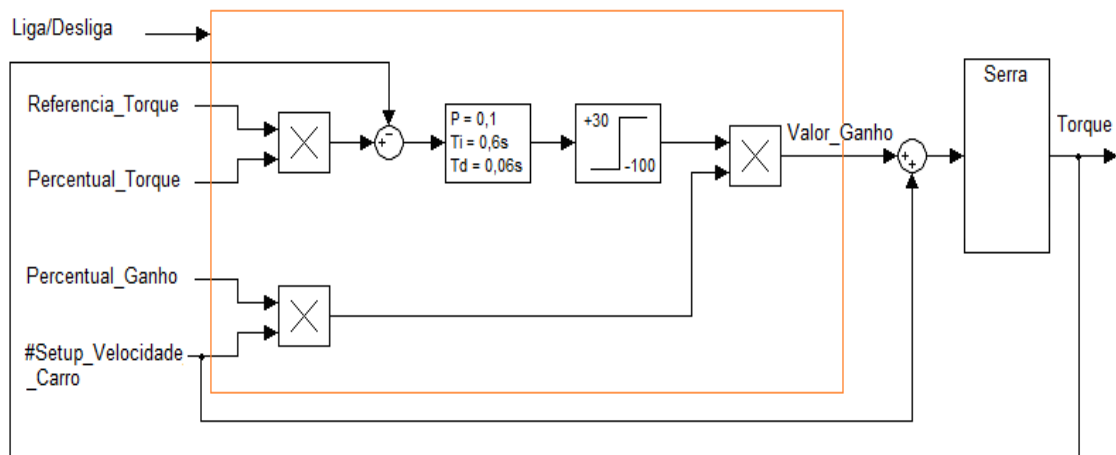 Liga/Desliga
Referencia_Torque
Percentual_Torque
−
+
P = 0,1
Ti = 0,6s
Td = 0,06s
+30
-100
Valor_Ganho
+
+
Serra
Torque
Percentual_Ganho
#Setup_Velocidade
_Carro